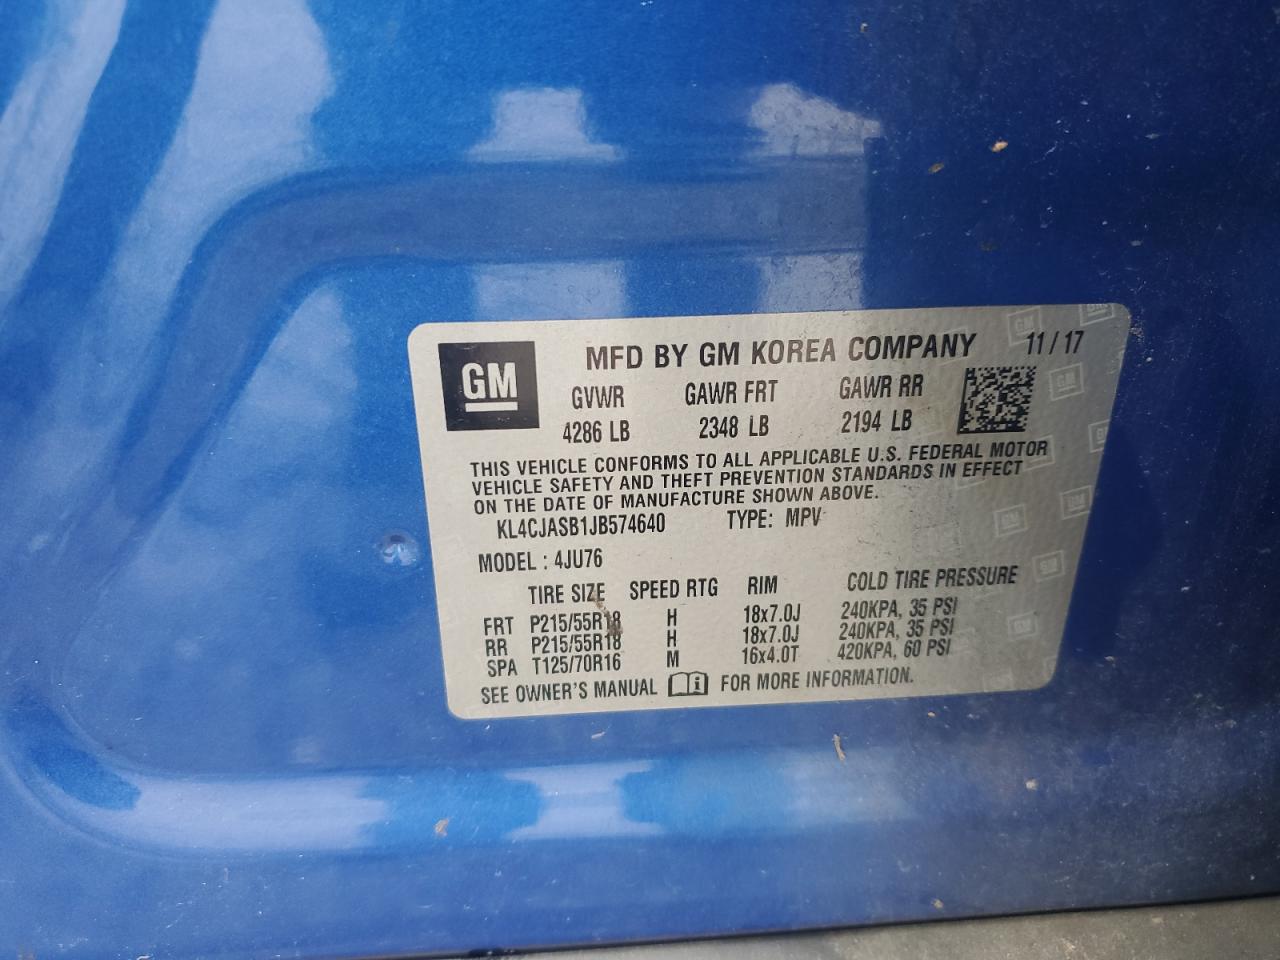 GM
MFD BY GM KOREA COMPANY 11/17
GVWR GAWR FRT GAWR RR
4286 LB 2348 LB 2194 LB
THIS VEHICLE CONFORMS TO ALL APPLICABLE U.S. FEDERAL MOTOR
VEHICLE SAFETY AND THEFT PREVENTION STANDARDS IN EFFECT
ON THE DATE OF MANUFACTURE SHOWN ABOVE.
KL4CJASB1JB574640 TYPE: MPV
MODEL : 4JU76
TIRE SIZE SPEED RTG RIM COLD TIRE PRESSURE
FRT P215/55R18 H 18x7.0J 240KPA, 35 PSI
RR P215/55R18 H 18x7.0J 240KPA, 35 PSI
SPA T125/70R16 M 16x4.0T 420KPA, 60 PSI
SEE OWNER'S MANUAL FOR MORE INFORMATION.